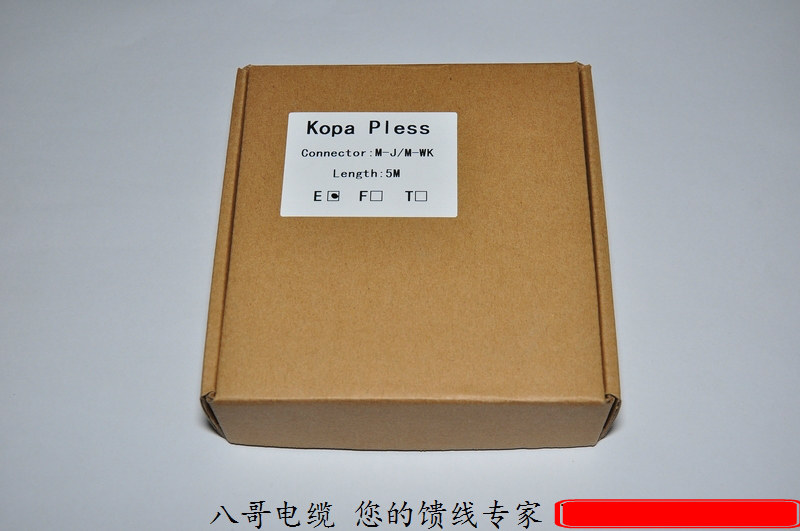 Kopa Pless
Connector:M-J/M-WK
Length:5M
E F T
八哥电缆 您的馈线专家